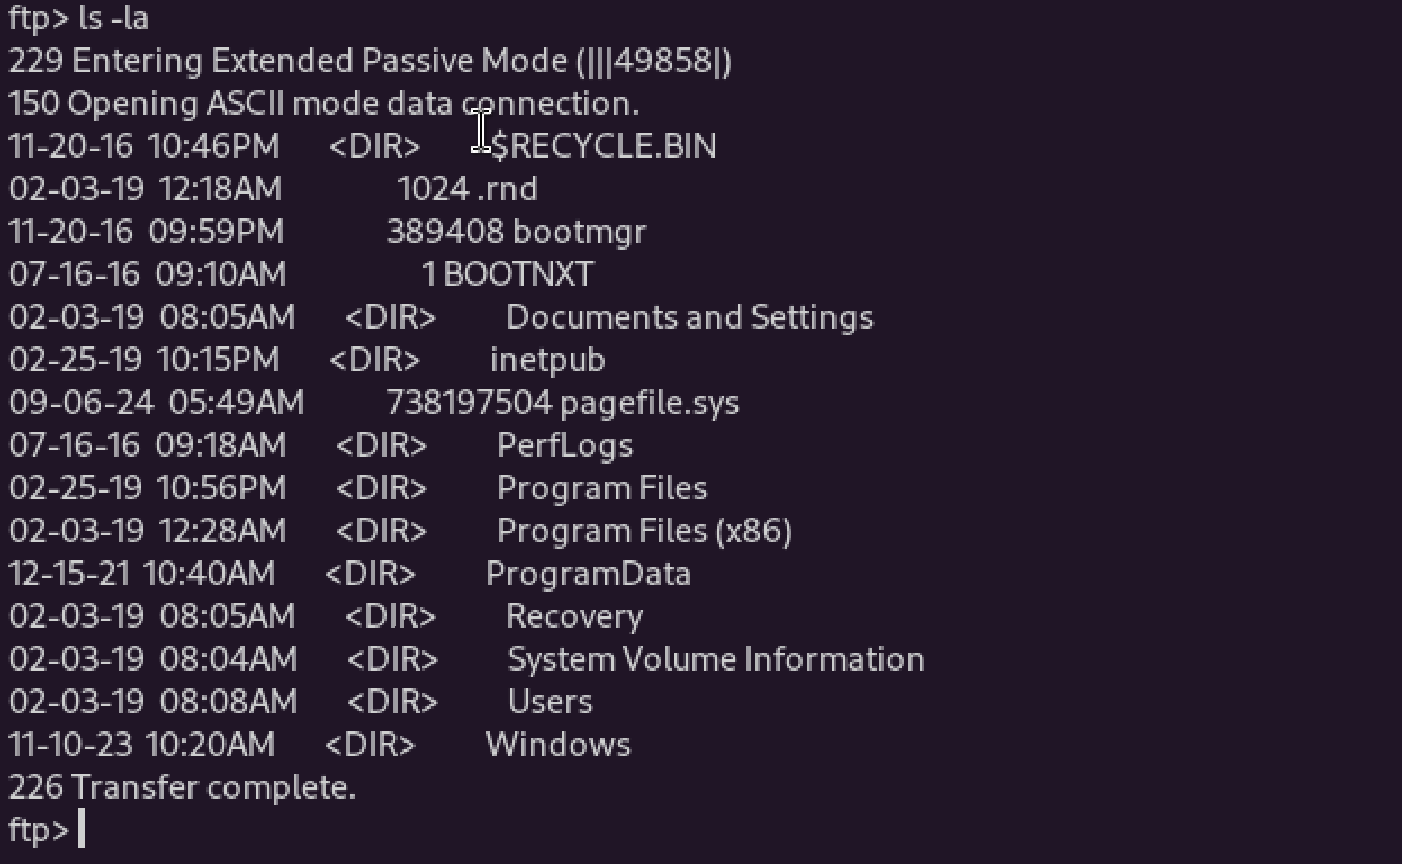 ftp> ls -la
229 Entering Extended Passive Mode (|||49858|)
150 Opening ASCII mode data connection.
11-20-16  10:46PM       <DIR>          $RECYCLE.BIN
02-03-19  12:18AM                 1024 .rnd
11-20-16  09:59PM               389408 bootmgr
07-16-16  09:10AM                    1 BOOTNXT
02-03-19  08:05AM       <DIR>          Documents and Settings
02-25-19  10:15PM       <DIR>          inetpub
09-06-24  05:49AM            738197504 pagefile.sys
07-16-16  09:18AM       <DIR>          PerfLogs
02-25-19  10:56PM       <DIR>          Program Files
02-03-19  12:28AM       <DIR>          Program Files (x86)
12-15-21  10:40AM       <DIR>          ProgramData
02-03-19  08:05AM       <DIR>          Recovery
02-03-19  08:04AM       <DIR>          System Volume Information
02-03-19  08:08AM       <DIR>          Users
11-10-23  10:20AM       <DIR>          Windows
226 Transfer complete.
ftp>